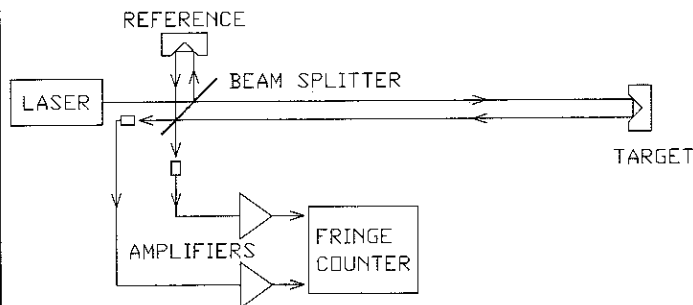 REFERENCE
BEAM SPLITTER
LASER
TARGET
AMPLIFIERS
FRINGE
COUNTER